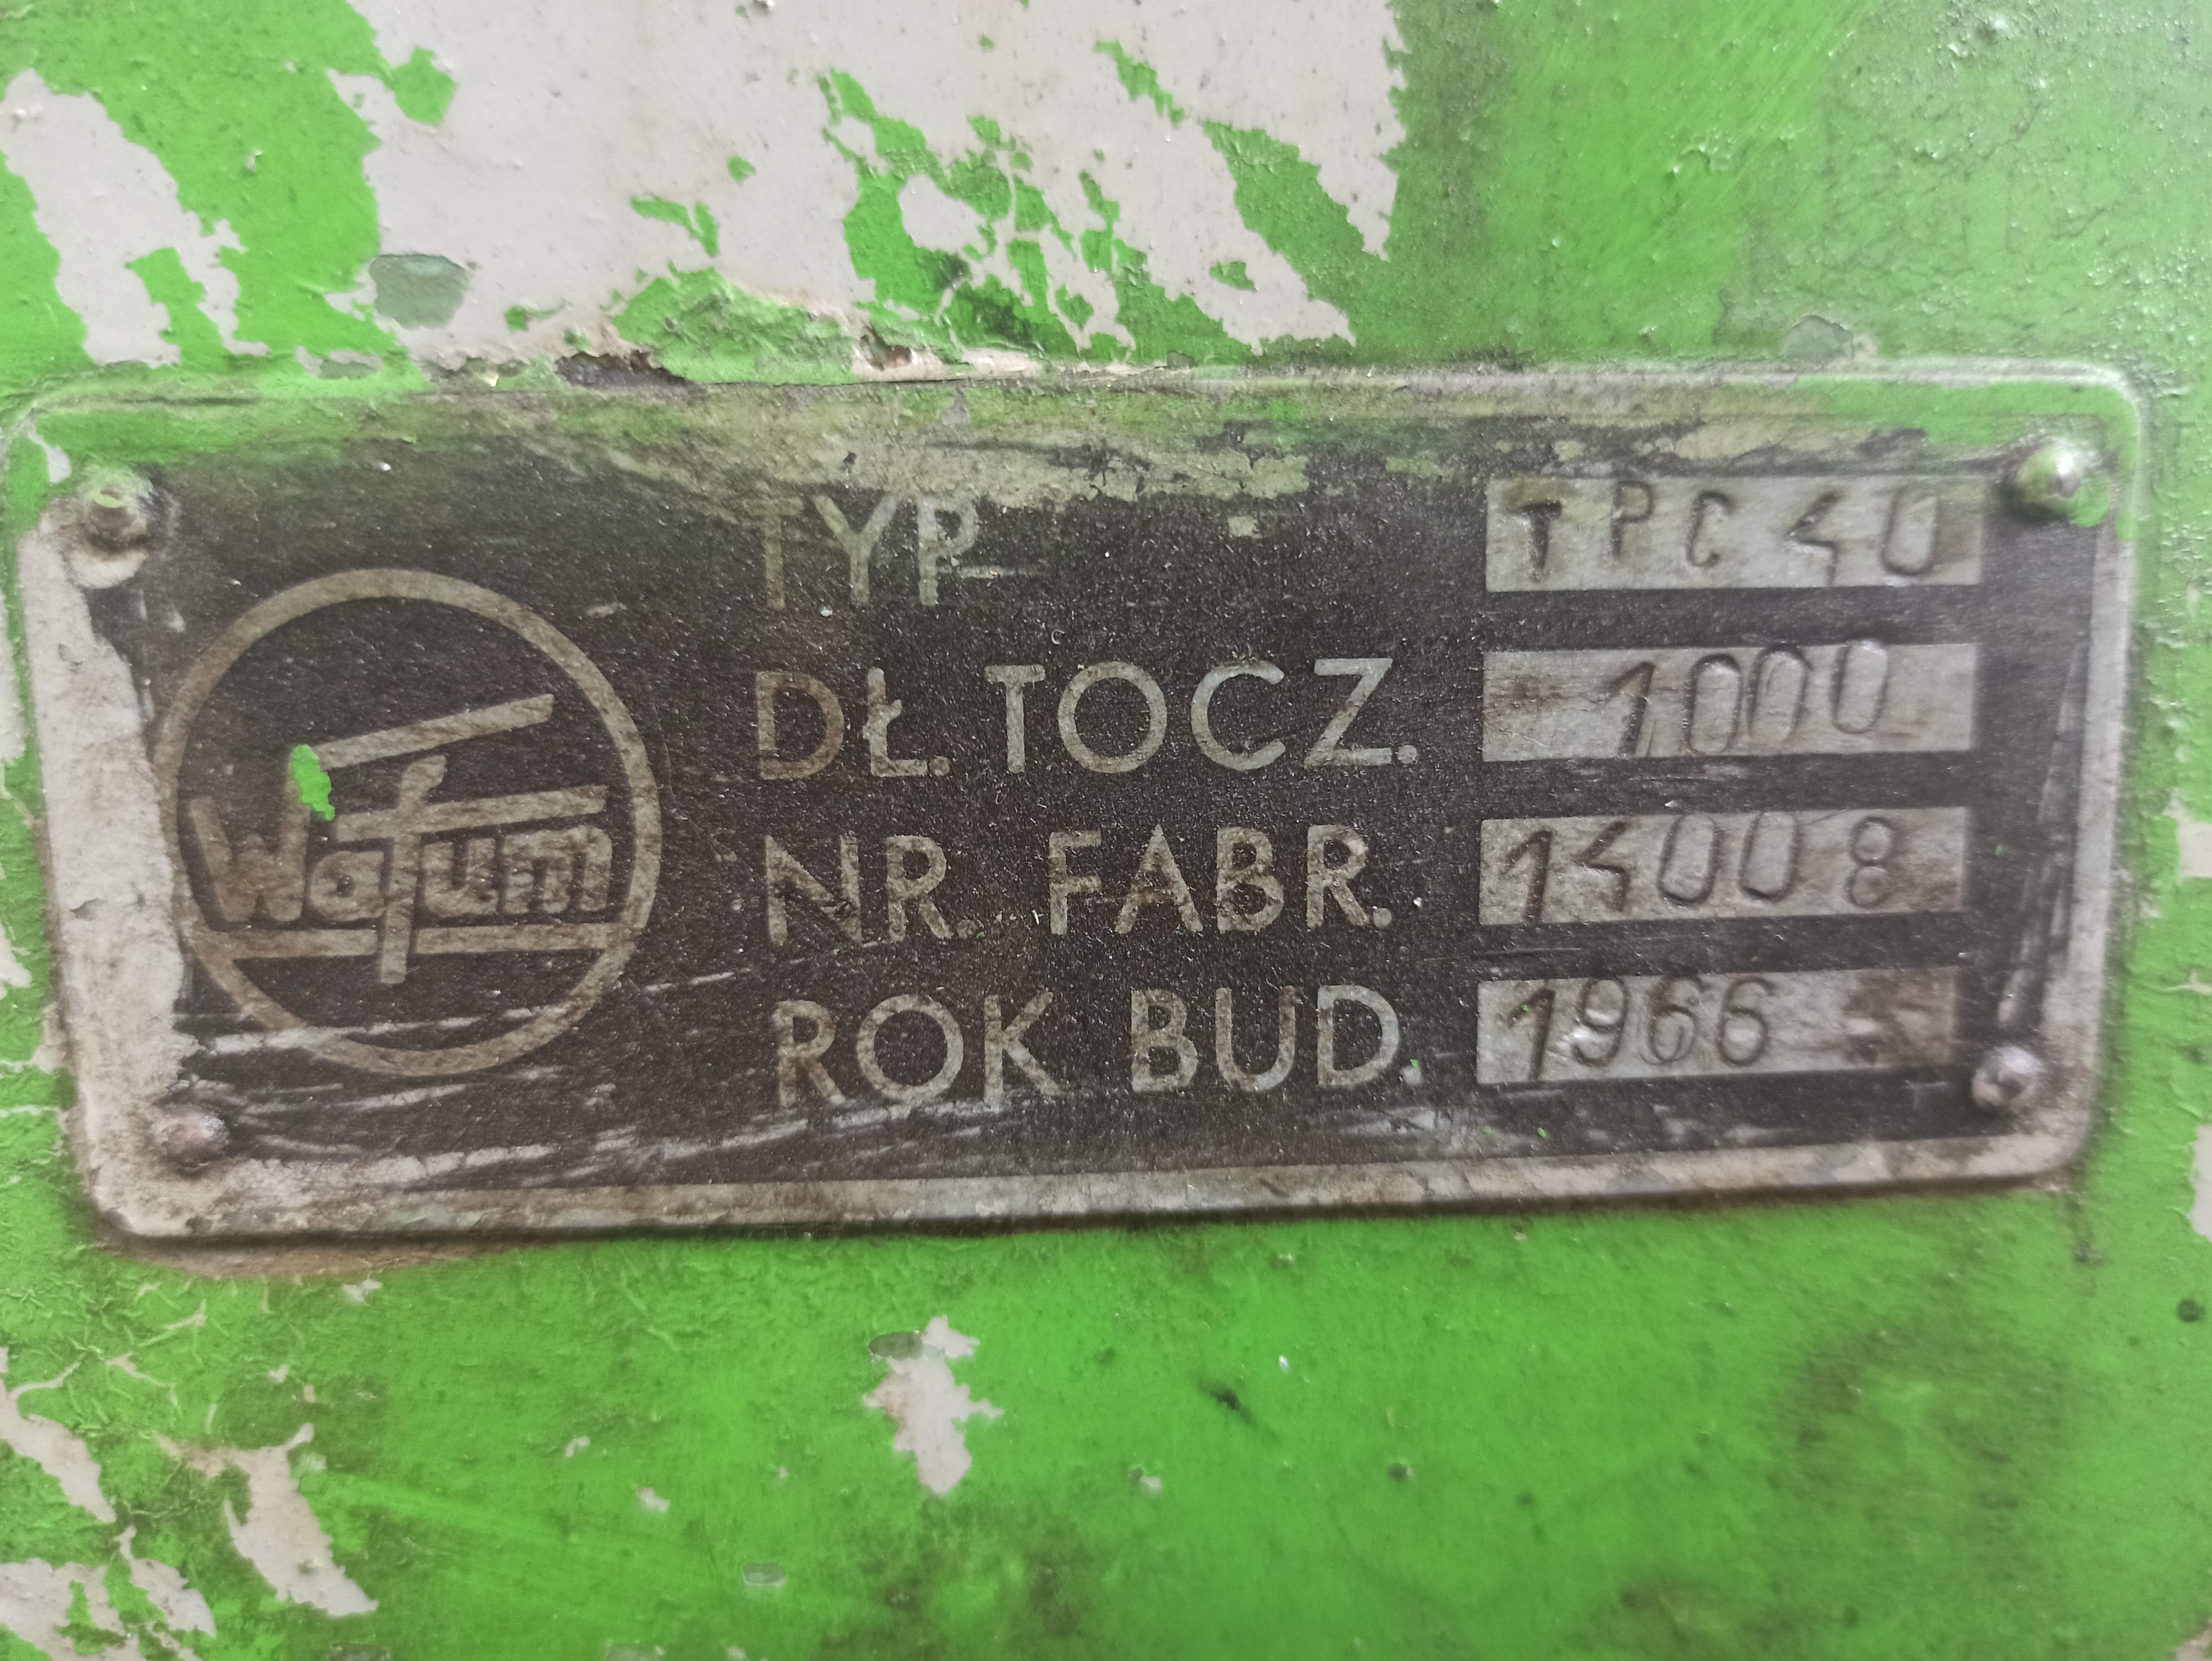 Wafum
TYP TPC 40
DŁ. TOCZ. 1000
NR. FABR. 14008
ROK BUD. 1966